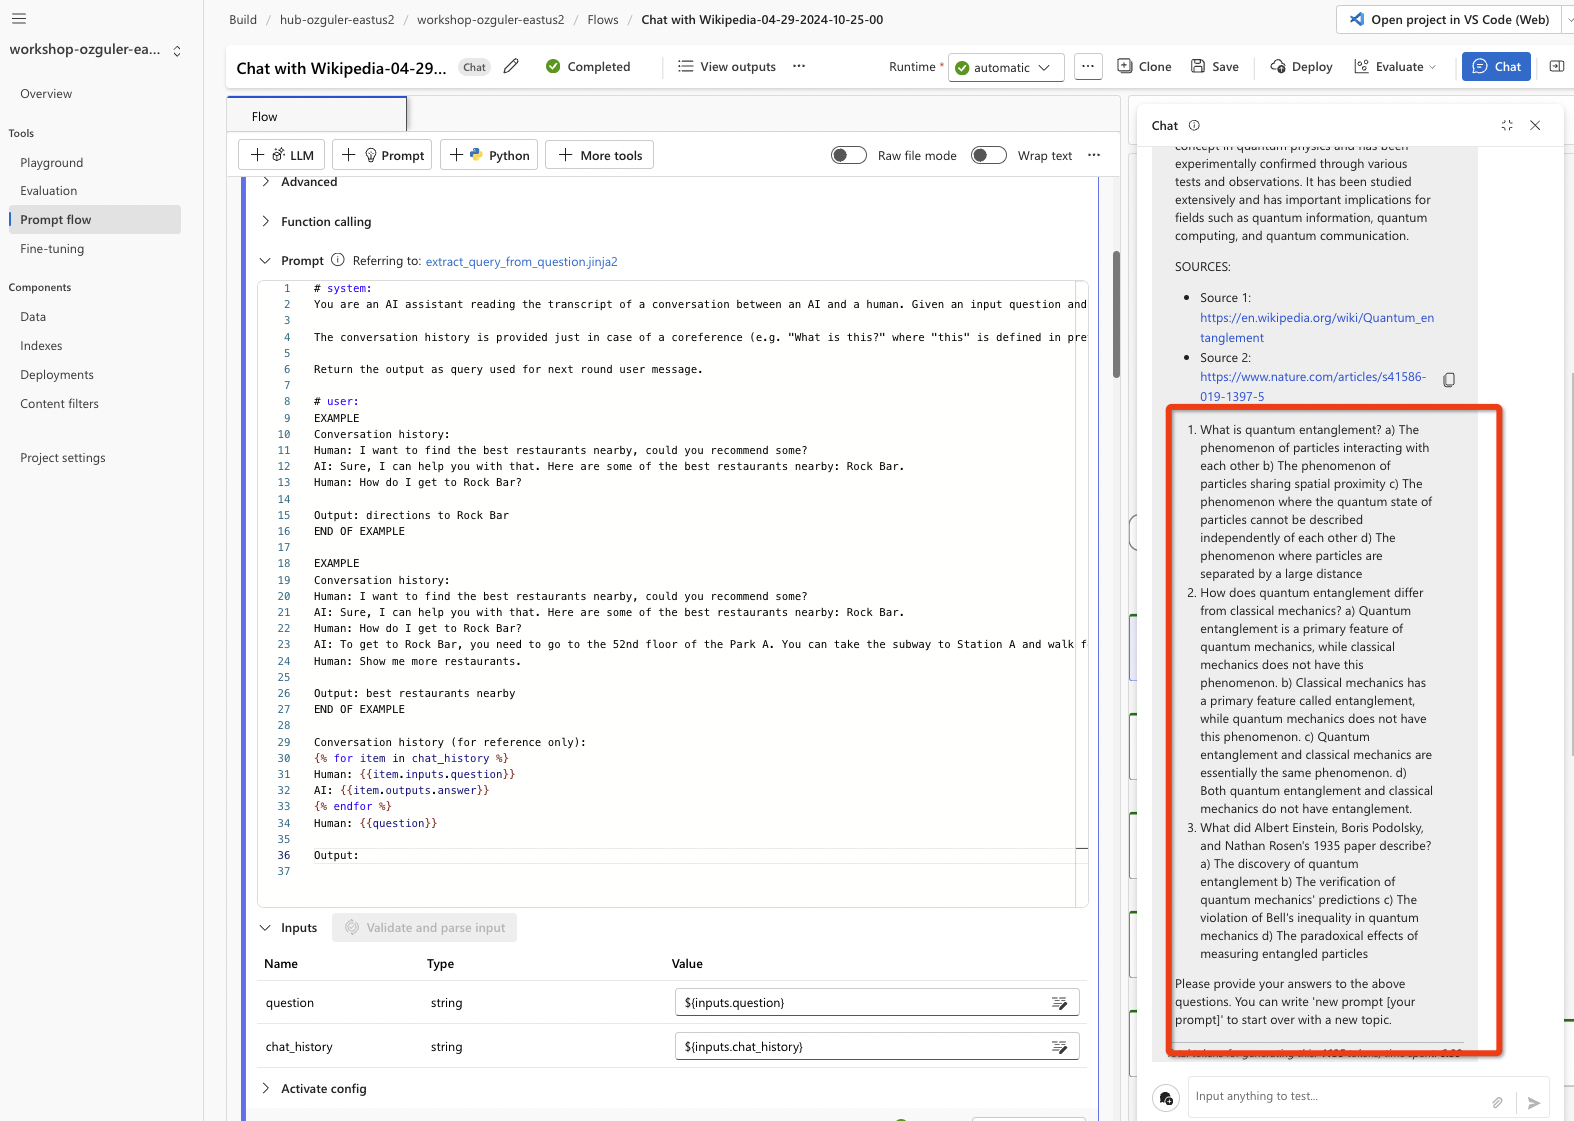 Build / hub-ozguler-eastus2 / workshop-ozguler-eastus2 / Flows / Chat with Wikipedia-04-29-2024-10-25-00
Open project in VS Code (Web)
workshop-ozguler-ea...
Overview
Tools
Playground
Evaluation
Prompt flow
Fine-tuning
Components
Data
Indexes
Deployments
Content filters
Project settings
Chat with Wikipedia-04-29... Chat Completed View outputs ... Runtime * automatic ... Clone Save Deploy Evaluate Chat
Flow
LLM Prompt Python More tools Raw file mode Wrap text ...
Advanced
Function calling
Prompt Referring to: extract_query_from_question.jinja2
1 # system:
2 You are an AI assistant reading the transcript of a conversation between an AI and a human. Given an input question and
3
4 The conversation history is provided just in case of a coreference (e.g. "What is this?" where "this" is defined in pre
5
6 Return the output as query used for next round user message.
7
8 # user:
9 EXAMPLE
10 Conversation history:
11 Human: I want to find the best restaurants nearby, could you recommend some?
12 AI: Sure, I can help you with that. Here are some of the best restaurants nearby: Rock Bar.
13 Human: How do I get to Rock Bar?
14
15 Output: directions to Rock Bar
16 END OF EXAMPLE
17
18 EXAMPLE
19 Conversation history:
20 Human: I want to find the best restaurants nearby, could you recommend some?
21 AI: Sure, I can help you with that. Here are some of the best restaurants nearby: Rock Bar.
22 Human: How do I get to Rock Bar?
23 AI: To get to Rock Bar, you need to go to the 52nd floor of the Park A. You can take the subway to Station A and walk f
24 Human: Show me more restaurants.
25
26 Output: best restaurants nearby
27 END OF EXAMPLE
28
29 Conversation history (for reference only):
30 {% for item in chat_history %}
31 Human: {{item.inputs.question}}
32 AI: {{item.outputs.answer}}
33 {% endfor %}
34 Human: {{question}}
35
36 Output:
37
Inputs Validate and parse input
Name Type Value
question string ${inputs.question}
chat_history string ${inputs.chat_history}
Activate config
Chat
concept in quantum physics and has been
experimentally confirmed through various
tests and observations. It has been studied
extensively and has important implications for
fields such as quantum information, quantum
computing, and quantum communication.
SOURCES:
• Source 1:
https://en.wikipedia.org/wiki/Quantum_en
tanglement
• Source 2:
https://www.nature.com/articles/s41586-
019-1397-5
1. What is quantum entanglement? a) The
phenomenon of particles interacting with
each other b) The phenomenon of
particles sharing spatial proximity c) The
phenomenon where the quantum state of
particles cannot be described
independently of each other d) The
phenomenon where particles are
separated by a large distance
2. How does quantum entanglement differ
from classical mechanics? a) Quantum
entanglement is a primary feature of
quantum mechanics, while classical
mechanics does not have this
phenomenon. b) Classical mechanics has
a primary feature called entanglement,
while quantum mechanics does not have
this phenomenon. c) Quantum
entanglement and classical mechanics are
essentially the same phenomenon. d)
Both quantum entanglement and classical
mechanics do not have entanglement.
3. What did Albert Einstein, Boris Podolsky,
and Nathan Rosen's 1935 paper describe?
a) The discovery of quantum
entanglement b) The verification of
quantum mechanics' predictions c) The
violation of Bell's inequality in quantum
mechanics d) The paradoxical effects of
measuring entangled particles
Please provide your answers to the above
questions. You can write 'new prompt [your
prompt]' to start over with a new topic.
Input anything to test...